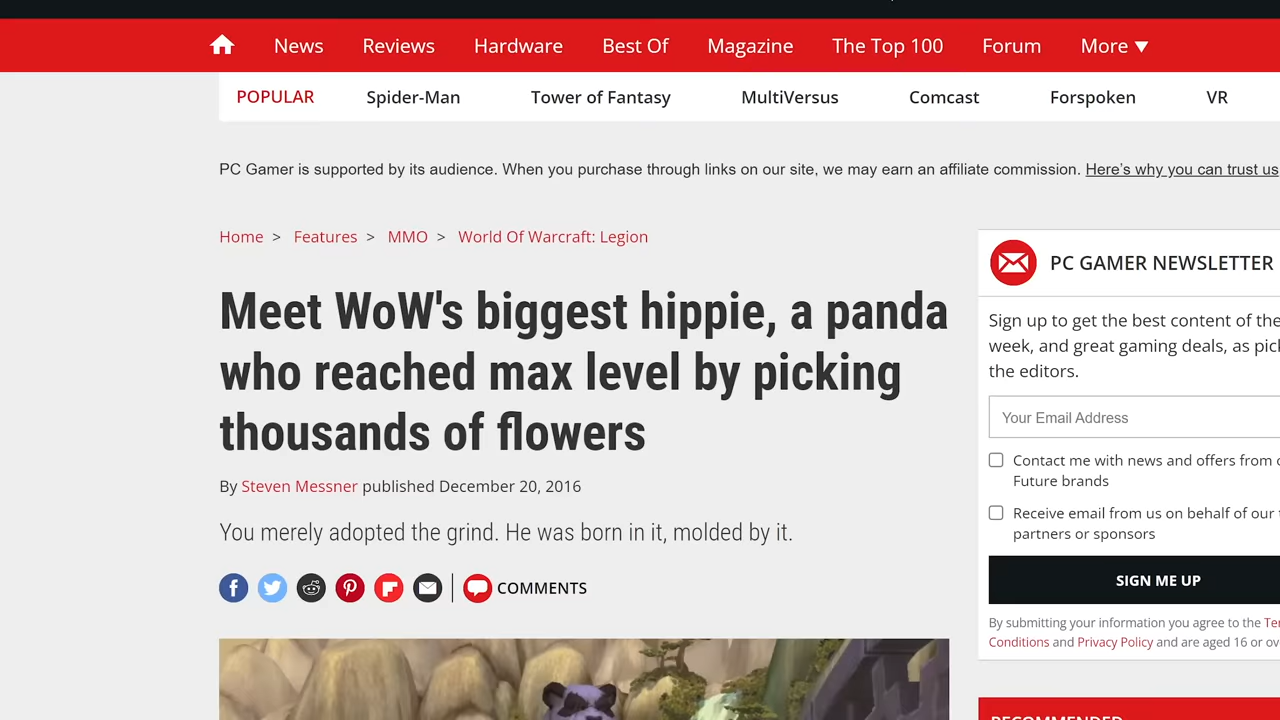 News Reviews Hardware Best Of Magazine The Top 100 Forum More ▼
POPULAR Spider-Man Tower of Fantasy MultiVersus Comcast Forspoken VR
PC Gamer is supported by its audience. When you purchase through links on our site, we may earn an affiliate commission. Here's why you can trust us
Home > Features > MMO > World Of Warcraft: Legion
Meet WoW's biggest hippie, a panda
who reached max level by picking
thousands of flowers
By Steven Messner published December 20, 2016
You merely adopted the grind. He was born in it, molded by it.
COMMENTS
PC GAMER NEWSLETTER
Sign up to get the best content of the
week, and great gaming deals, as
the editors.
Your Email Address
Contact me with news and offers from
Future brands
Receive email from us on behalf of our
partners or sponsors
SIGN ME UP
By submitting your information you agree to the
Conditions and Privacy Policy and are aged 16 or
RECOMMENDED